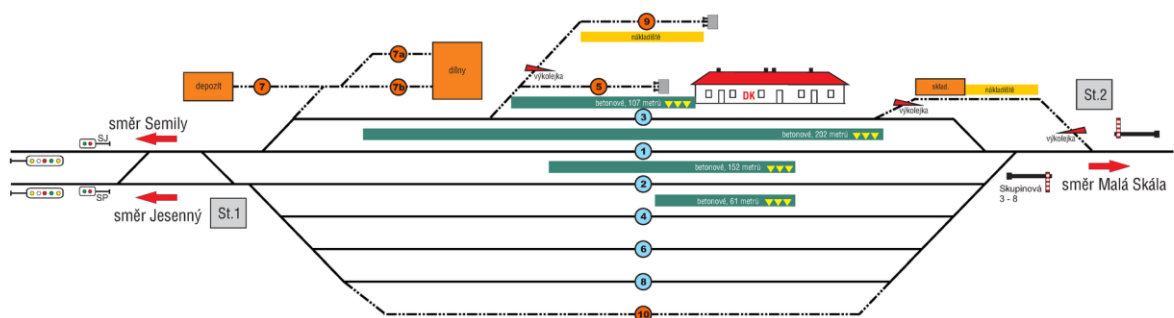 9
nákladiště
7a
dílny
výkolejka
depozit
7
7b
5
DK
sklad.
nákladiště
St.2
betonové, 107 metrů
3
výkolejka
výkolejka
SJ
směr Semily
betonové, 202 metrů
1
betonové, 152 metrů
směr Malá Skála
2
SP
směr Jesenný
St.1
betonové, 61 metrů
Skupinová
3 - 8
4
6
8
10